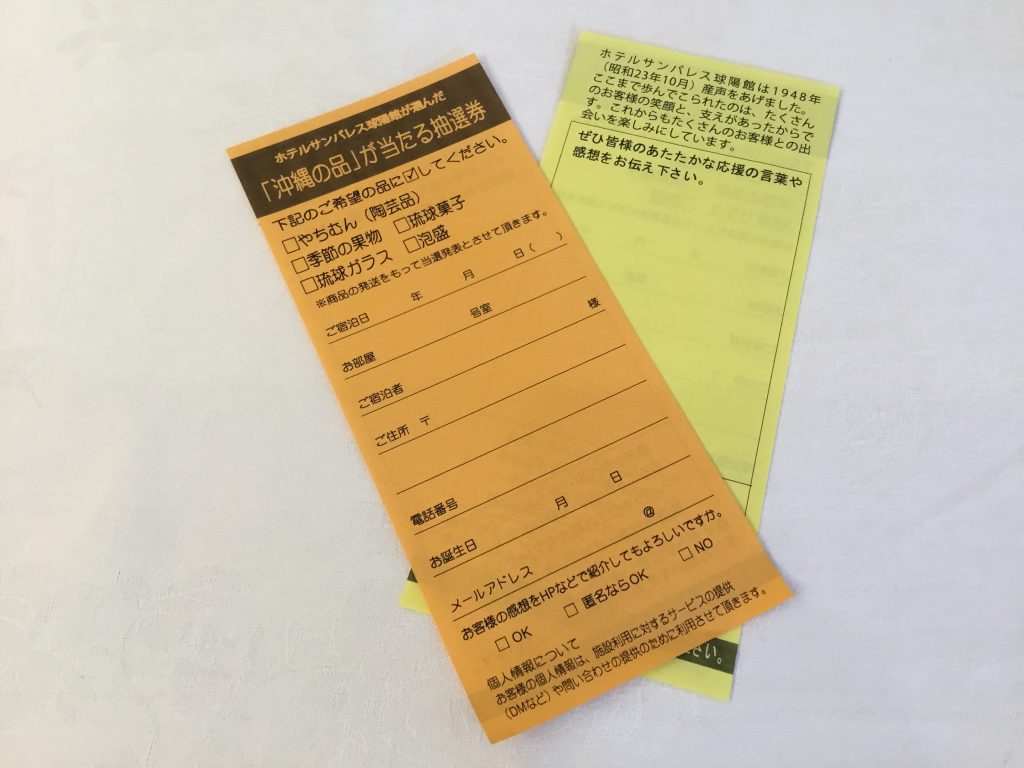 ホテルサンパレス球陽館が選んだ
「沖縄の品」が当たる抽選券
下記のご希望の品に☑してください。
□やちむん（陶芸品）
□季節の果物 □琉球菓子
□琉球ガラス □泡盛
※商品の発送をもって当選発表とさせて頂きます。
ご宿泊日 年 月 日（ ）
お部屋 号室
ご宿泊者 様
ご住所 〒
電話番号
お誕生日 月 日
メールアドレス @
お客様の感想をHPなどで紹介してもよろしいですか。
□ OK □ 匿名ならOK □ NO
個人情報について
お客様の個人情報は、施設利用に対するサービスの提供
（DMなど）や問い合わせの提供のために利用させて頂きます。
ホテルサンパレス球陽館は1948年
（昭和23年10月）産声をあげました。
ここまで歩んでこられたのは、たくさん
のお客様の笑顔と、支えがあったからで
す。これからもたくさんのお客様との出
会いを楽しみにしています。
ぜひ皆様のあたたかな応援の言葉や
感想をお伝え下さい。
さい。